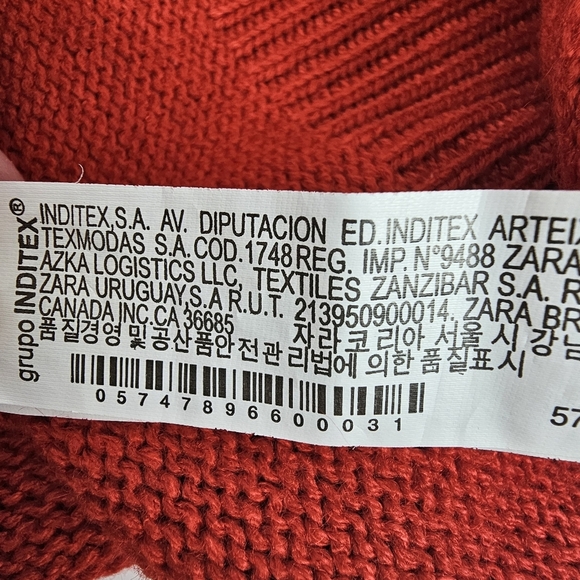 grupo INDITEX®
INDITEX,S.A. AV. DIPUTACION ED.INDITEX ARTEIX
TEXMODAS S.A. COD.1748 REG. IMP. N°9488 ZARA
AZKA LOGISTICS LLC, TEXTILES ZANZIBAR S.A. R
ZARA URUGUAY,S.A R.U.T. 213950900014. ZARA BR
CANADA INC.CA 36685 자라코리아 서울시 강남
품질경영 및 공산품안전관리법에 의한 품질표시
05747896600031
57